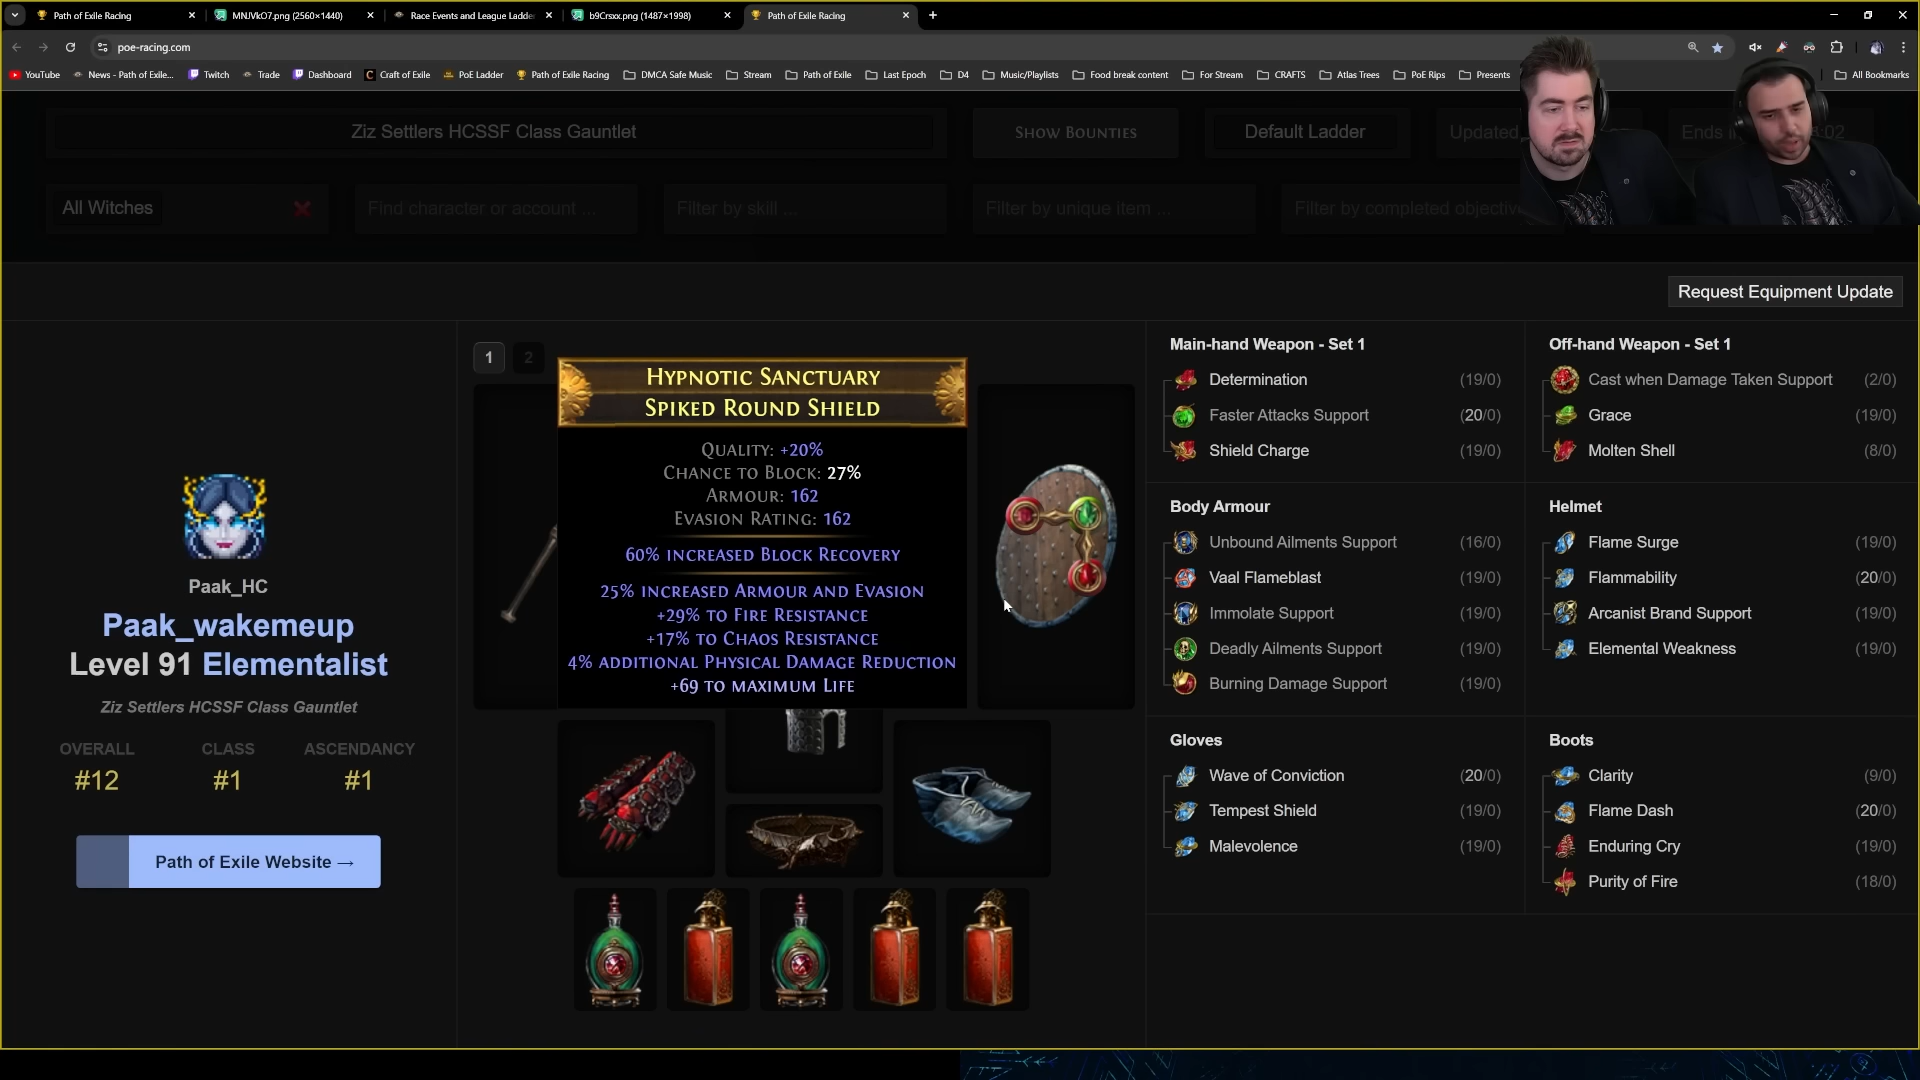 Path of Exile Racing
MNJVkO7.png (2560×1440)
Race Events and League Ladder
b9Crsxx.png (1487×1998)
Path of Exile Racing
poe-racing.com
YouTube
News - Path of Exile...
Twitch
Trade
Dashboard
Craft of Exile
PoE Ladder
Path of Exile Racing
DMCA Safe Music
Stream
Path of Exile
Last Epoch
D4
Music/Playlists
Food break content
For Stream
CRAFTS
Atlas Trees
PoE Rips
Presents
All Bookmarks
Ziz Settlers HCSSF Class Gauntlet
Show Bounties
Default Ladder
Updated
Ends
:02
All Witches
Find character or account ...
Filter by skill ...
Filter by unique item ...
Filter by completed objectiv
Request Equipment Update
Paak_HC
Paak_wakemeup
Level 91 Elementalist
Ziz Settlers HCSSF Class Gauntlet
OVERALL CLASS ASCENDANCY
#12 #1 #1
Path of Exile Website →
1 2
Hypnotic Sanctuary
Spiked Round Shield
Quality: +20%
Chance to Block: 27%
Armour: 162
Evasion Rating: 162
60% increased Block Recovery
25% increased Armour and Evasion
+29% to Fire Resistance
+17% to Chaos Resistance
4% additional Physical Damage Reduction
+69 to maximum Life
Main-hand Weapon - Set 1
Determination (19/0)
Faster Attacks Support (20/0)
Shield Charge (19/0)
Off-hand Weapon - Set 1
Cast when Damage Taken Support (2/0)
Grace (19/0)
Molten Shell (8/0)
Body Armour
Unbound Ailments Support (16/0)
Vaal Flameblast (19/0)
Immolate Support (19/0)
Deadly Ailments Support (19/0)
Burning Damage Support (19/0)
Helmet
Flame Surge (19/0)
Flammability (20/0)
Arcanist Brand Support (19/0)
Elemental Weakness (19/0)
Gloves
Wave of Conviction (20/0)
Tempest Shield (19/0)
Malevolence (19/0)
Boots
Clarity (9/0)
Flame Dash (20/0)
Enduring Cry (19/0)
Purity of Fire (18/0)